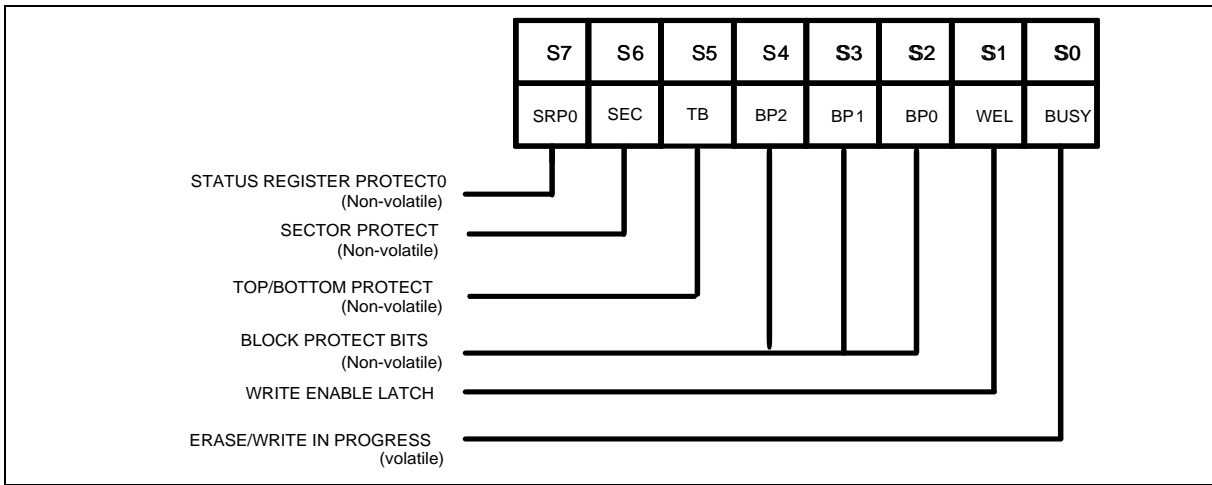 S7 S6 S5 S4 S3 S2 S1 S0
SRP0 SEC TB BP2 BP1 BP0 WEL BUSY
STATUS REGISTER PROTECT0
(Non-volatile)
SECTOR PROTECT
(Non-volatile)
TOP/BOTTOM PROTECT
(Non-volatile)
BLOCK PROTECT BITS
(Non-volatile)
WRITE ENABLE LATCH
ERASE/WRITE IN PROGRESS
(volatile)